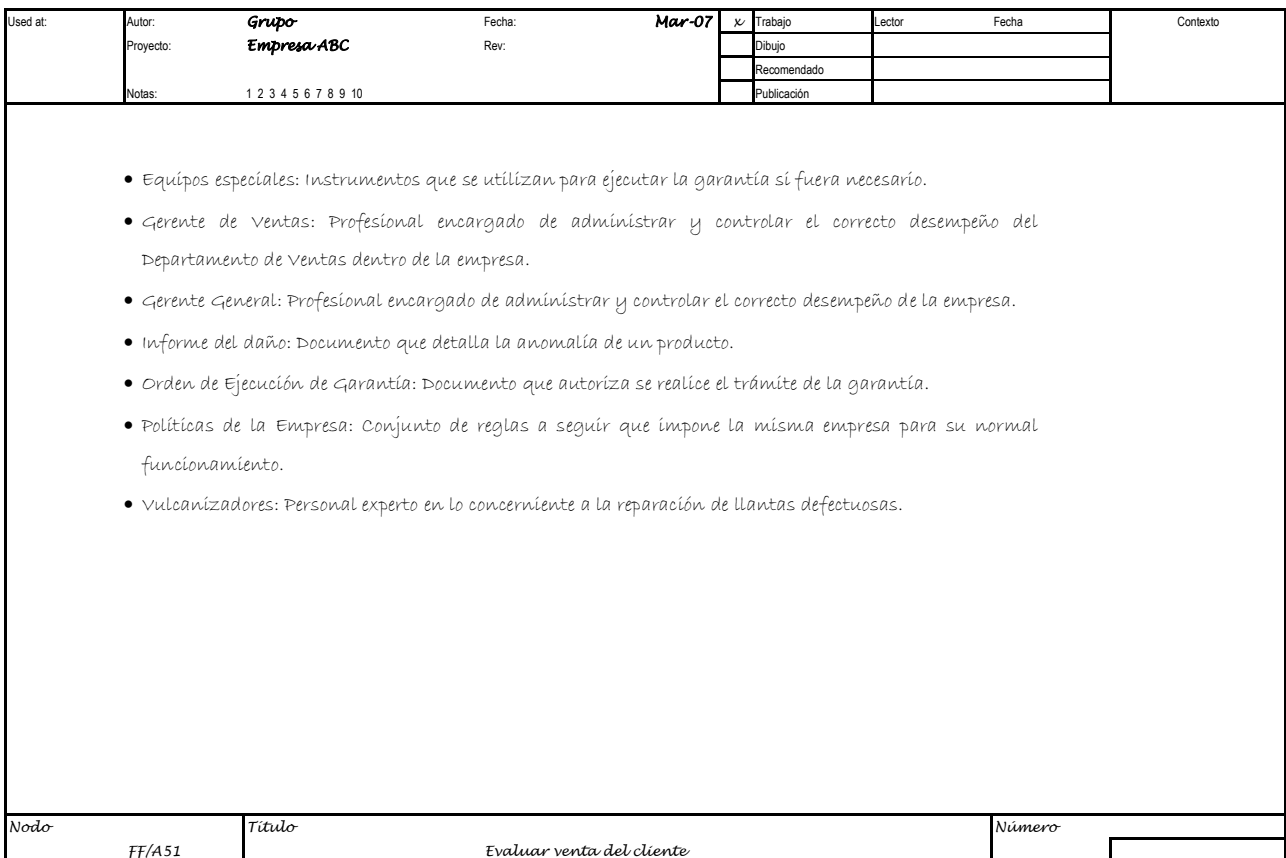 Used at: Autor: Grupo Fecha: Mar-07 x Trabajo Lector Fecha Contexto
Proyecto: Empresa ABC Rev: Dibujo
Recomendado
Notas: 1 2 3 4 5 6 7 8 9 10 Publicación
• Equipos especiales: Instrumentos que se utilizan para ejecutar la garantía si fuera necesario.
• Gerente de Ventas: Profesional encargado de administrar y controlar el correcto desempeño del
Departamento de Ventas dentro de la empresa.
• Gerente General: Profesional encargado de administrar y controlar el correcto desempeño de la empresa.
• Informe del daño: Documento que detalla la anomalía de un producto.
• Orden de Ejecución de Garantía: Documento que autoriza se realice el trámite de la garantía.
• Políticas de la Empresa: Conjunto de reglas a seguir que impone la misma empresa para su normal
funcionamiento.
• Vulcanizadores: Personal experto en lo concerniente a la reparación de llantas defectuosas.
Nodo Título Número
FF/A51 Evaluar venta del cliente